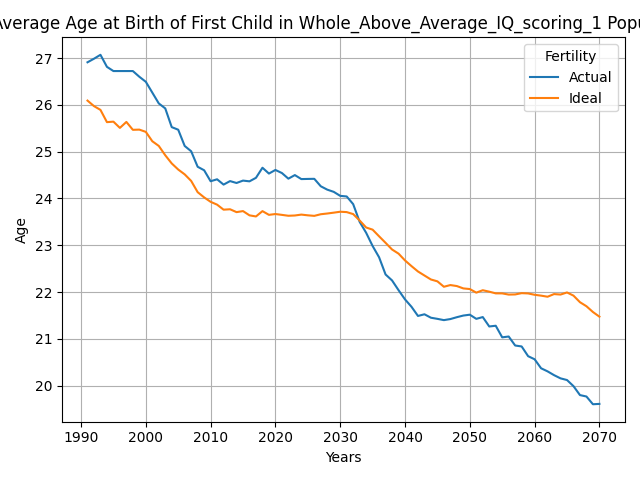 Average Age at Birth of First Child in Whole_Above_Average_IQ_scoring_1
Fertility
Actual
Ideal
27
26
25
24
23
22
21
20
Age
1990 2000 2010 2020 2030 2040 2050 2060 2070
Years